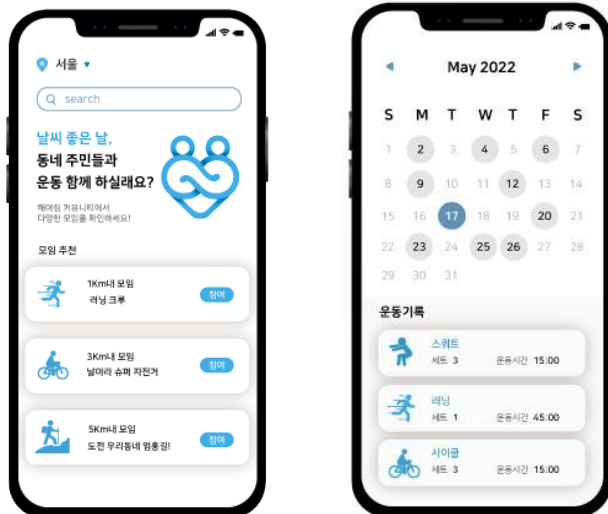 서울
search
날씨 좋은 날,
동네 주민들과
운동 함께 하실래요?
해아림 커뮤니티에서
다양한 모임을 확인하세요!
모임 추천
1Km내 모임
러닝 크루
참여
3Km내 모임
날아라 슈퍼 자전거
참여
5Km내 모임
도전 우리동네 멍홍길!
참여
May 2022
S M T W T F S
1 2 3 4 5 6 7
8 9 10 11 12 13 14
15 16 17 18 19 20 21
22 23 24 25 26 27 28
29 30 31
운동기록
스쿼트
세트 3 운동시간 15:00
러닝
세트 1 운동시간 45:00
사이클
세트 3 운동시간 15:00